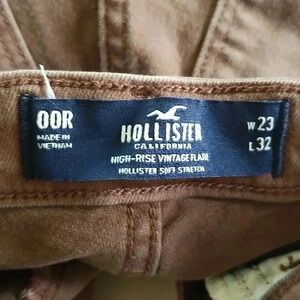 00R
MADE IN
VIETNAM
HOLLISTER
CALIFORNIA
HIGH-RISE VINTAGE FLARE
HOLLISTER SOFT STRETCH
W 23
L 32